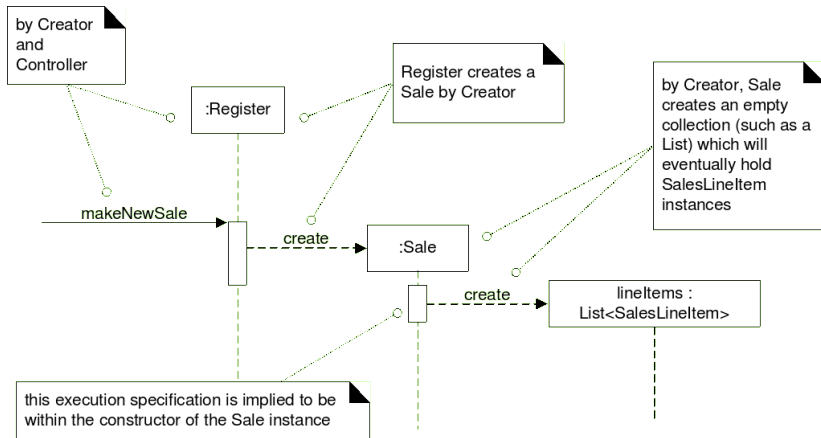 by Creator
and
Controller
:Register
Register creates a
Sale by Creator
by Creator, Sale
creates an empty
collection (such as a
List) which will
eventually hold
SalesLineItem
instances
makeNewSale
create
:Sale
create
lineItems :
List<SalesLineItem>
this execution specification is implied to be
within the constructor of the Sale instance